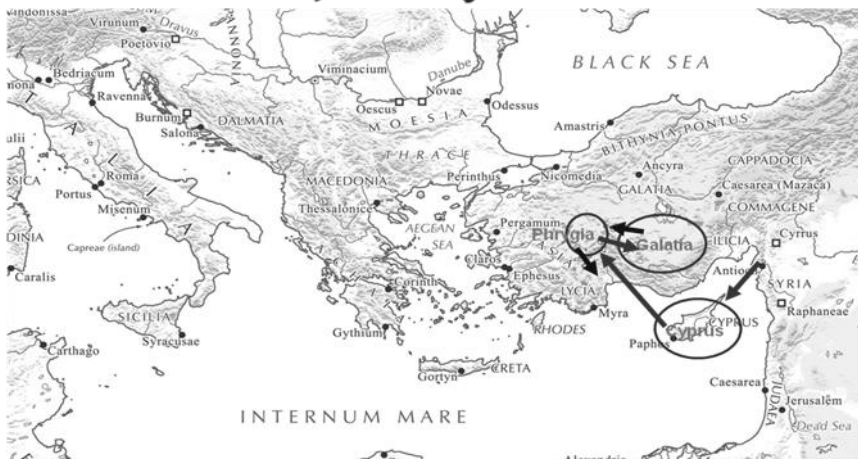 Vindonissa
Virunum
Dravus
Poetovio
PANNONIA
Bedriacum
Ravenna
Viminacium
Danube
Novae
Oescus
BLACK SEA
Burnum
Salona
DALMATIA
MOESIA
Odessus
Amastris
BITHYNIA PONTUS
ITALIA
THRACE
Ancyra
CAPPADOCIA
Perinthus
Nicomedia
GALATIA
Caesarea (Mazaca)
Roma
Portus
MACEDONIA
Thessalonice
COMMAGENE
Misenum
Pergamum
Phrygia
Galatia
Cyrrus
Capreae (island)
AEGEAN
SEA
ASIA
ILICIA
Claros
Ephesus
Antioc
Caralis
Corinth
LYCIA
SYRIA
Myra
Raphaneae
SICILIA
RHODES
CYPRUS
Cyprus
Syracusae
Gythium
Paphos
Carthago
Gortyn
CRETA
Caesarea
JUDAEA
Jerusalem
INTERNUM MARE
Dead Sea